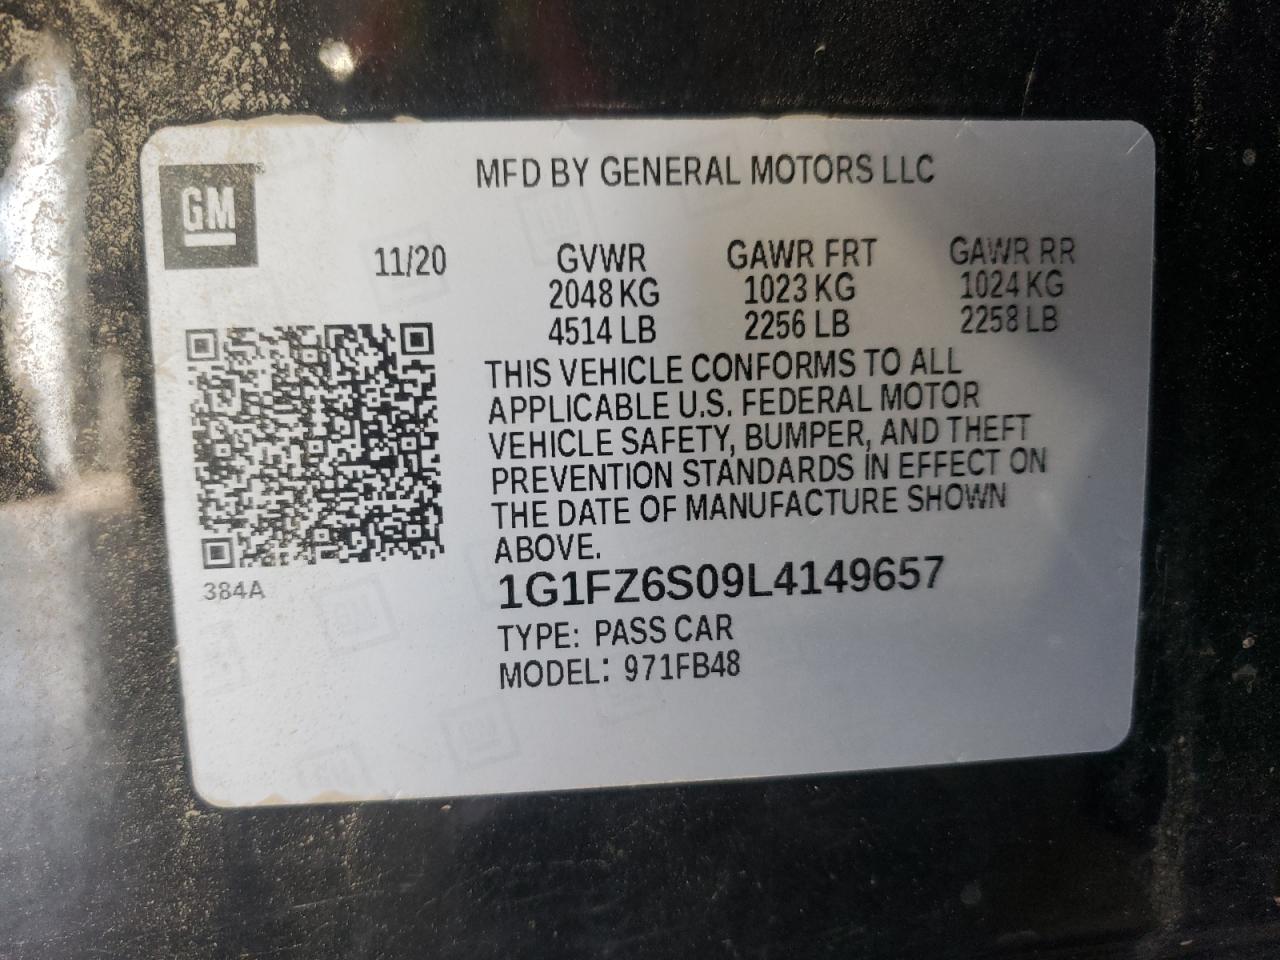 MFD BY GENERAL MOTORS LLC
GM
11/20 GVWR GAWR FRT GAWR RR
2048 KG 1023 KG 1024 KG
4514 LB 2256 LB 2258 LB
THIS VEHICLE CONFORMS TO ALL
APPLICABLE U.S. FEDERAL MOTOR
VEHICLE SAFETY, BUMPER, AND THEFT
PREVENTION STANDARDS IN EFFECT ON
THE DATE OF MANUFACTURE SHOWN
ABOVE.
384A
1G1FZ6S09L4149657
TYPE: PASS CAR
MODEL: 971FB48